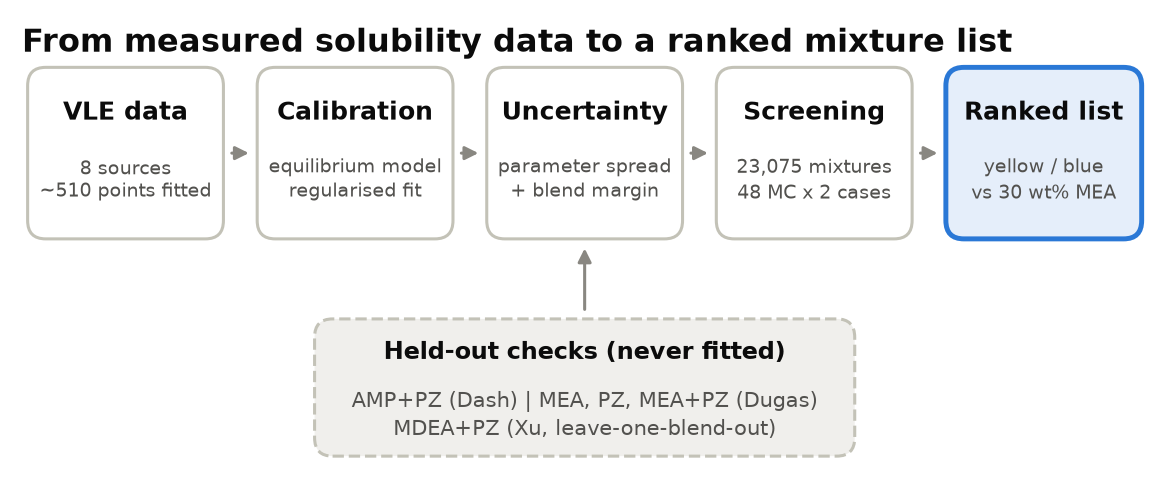 From measured solubility data to a ranked mixture list
VLE data
8 sources
~510 points fitted
Calibration
equilibrium model
regularised fit
Uncertainty
parameter spread
+ blend margin
Screening
23,075 mixtures
48 MC x 2 cases
Ranked list
yellow / blue
vs 30 wt% MEA
Held-out checks (never fitted)
AMP+PZ (Dash) | MEA, PZ, MEA+PZ (Dugas)
MDEA+PZ (Xu, leave-one-blend-out)